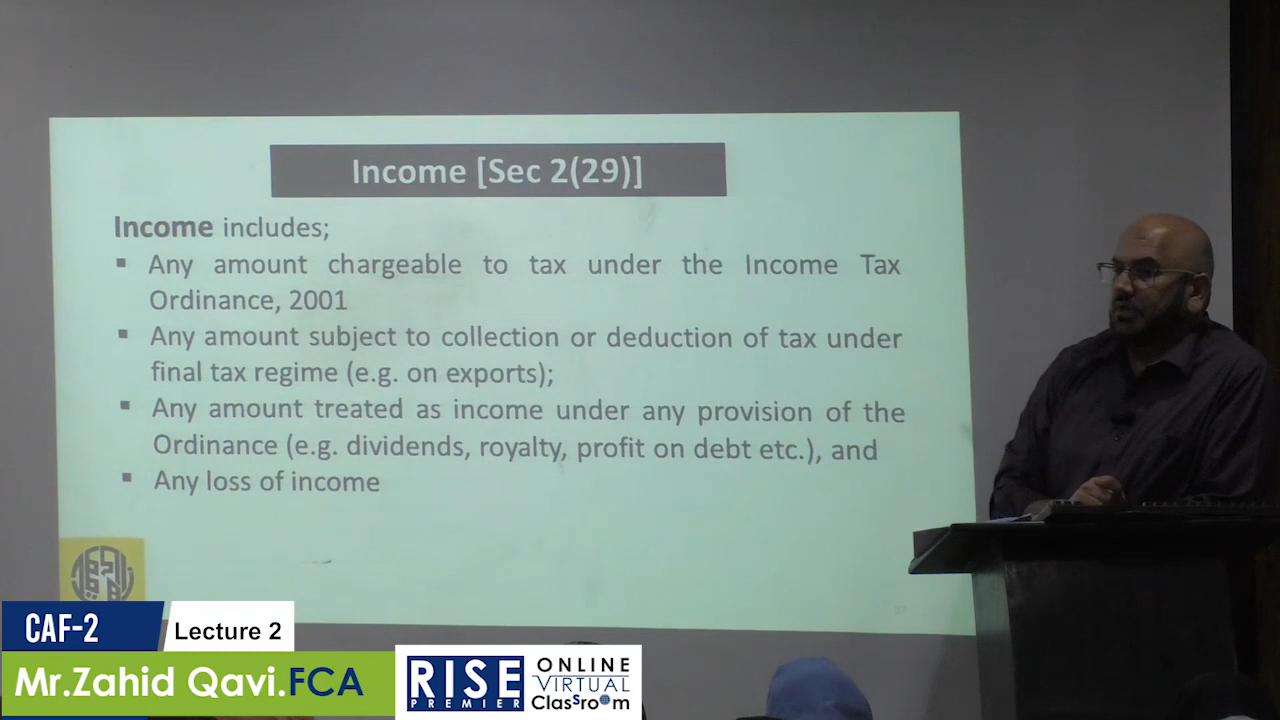 Income [Sec 2(29)]
Income includes;
▪ Any amount chargeable to tax under the Income Tax
Ordinance, 2001
▪ Any amount subject to collection or deduction of tax under
final tax regime (e.g. on exports);
▪ Any amount treated as income under any provision of the
Ordinance (e.g. dividends, royalty, profit on debt etc.), and
▪ Any loss of income
CAF-2
Lecture 2
Mr.Zahid Qavi.FCA
RISE
PREMIER
ONLINE
VIRTUAL
ClasSroom